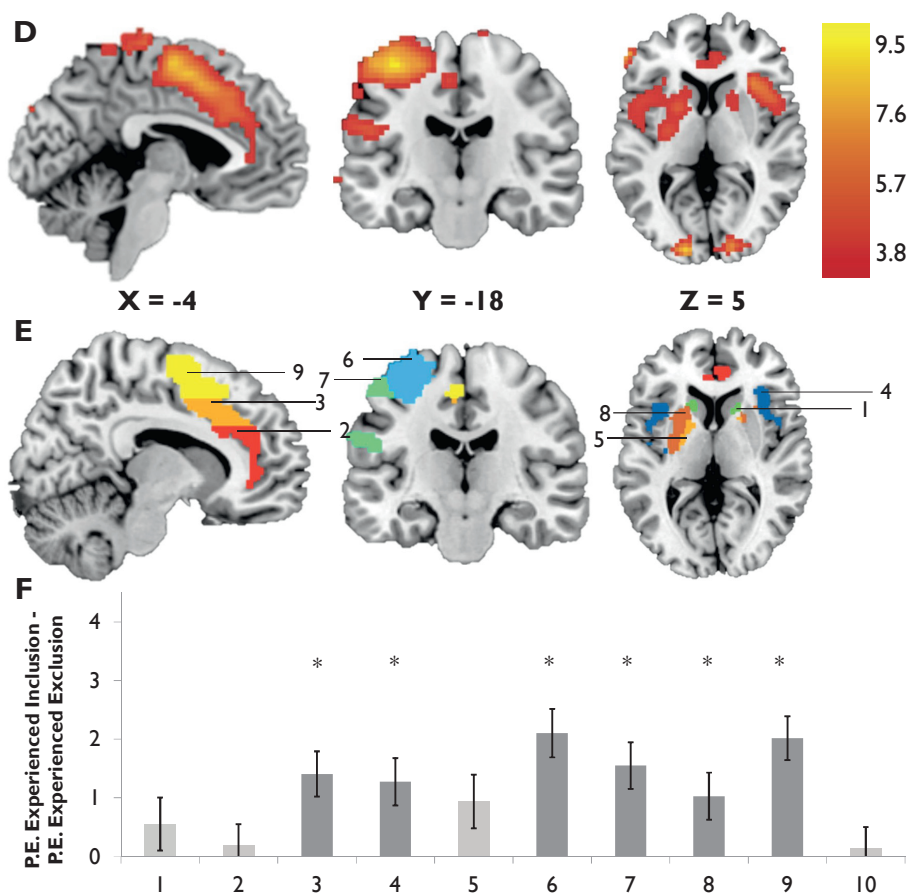 D
9.5
7.6
5.7
3.8
X = -4
Y = -18
Z = 5
E
9
3
2
6
7
8
5
4
1
F
P.E. Experienced Inclusion -
P.E. Experienced Exclusion
4
3
2
1
0
* * * * * *
1 2 3 4 5 6 7 8 9 10